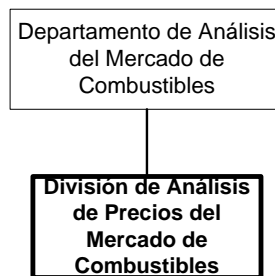 Departamento de Análisis
del Mercado de
Combustibles
División de Análisis
de Precios del
Mercado de
Combustibles